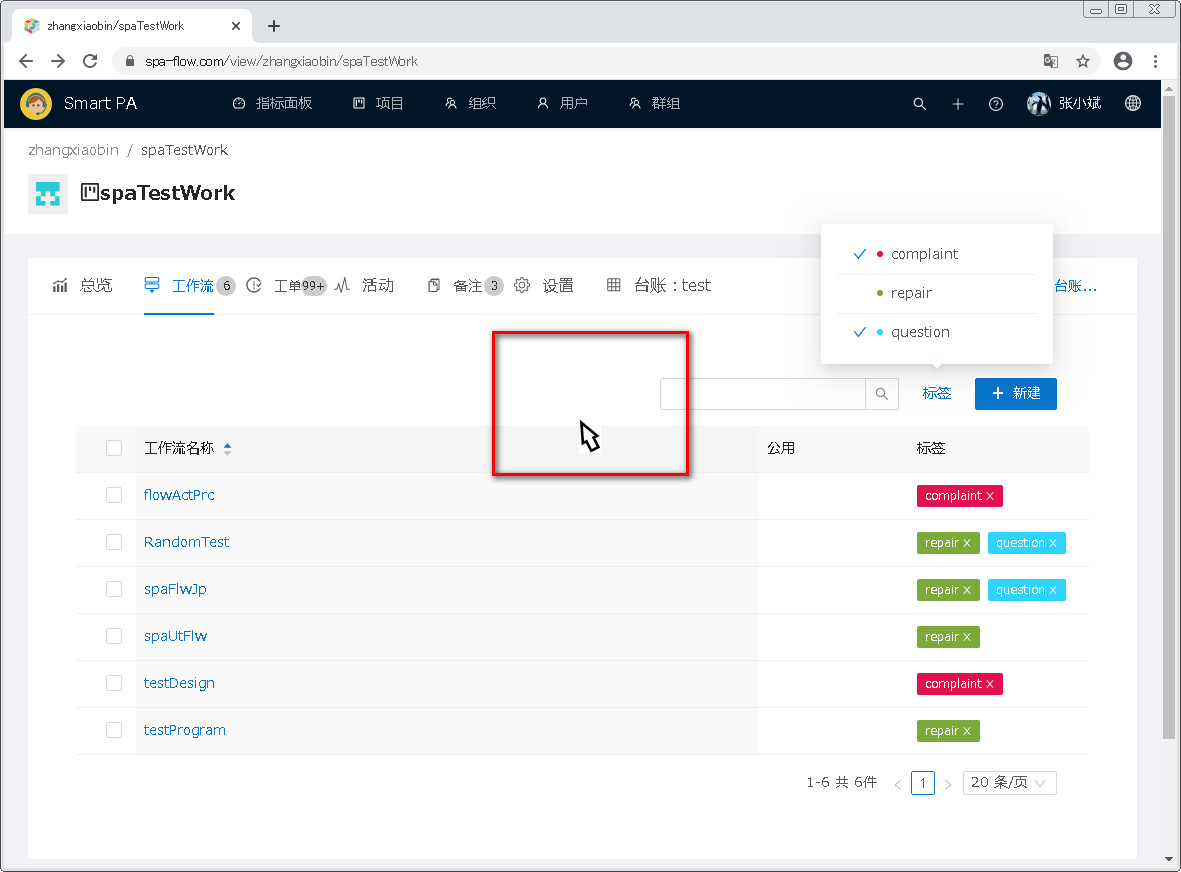 zhangxiaobin/spaTestWork
spa-flow.com/view/zhangxiaobin/spaTestWork
Smart PA 指标面板 项目 组织 用户 群组 张小斌
zhangxiaobin / spaTestWork
spaTestWork
总览 工作流 6 工单 99+ 活动 备注 3 设置 台账：test 台账...
complaint
repair
question
标签 + 新建
工作流名称 公用 标签
flowActPrc complaint ×
RandomTest repair × question ×
spaFlwJp repair × question ×
spaUtFlw repair ×
testDesign complaint ×
testProgram repair ×
1-6 共 6件 < 1 > 20 条/页